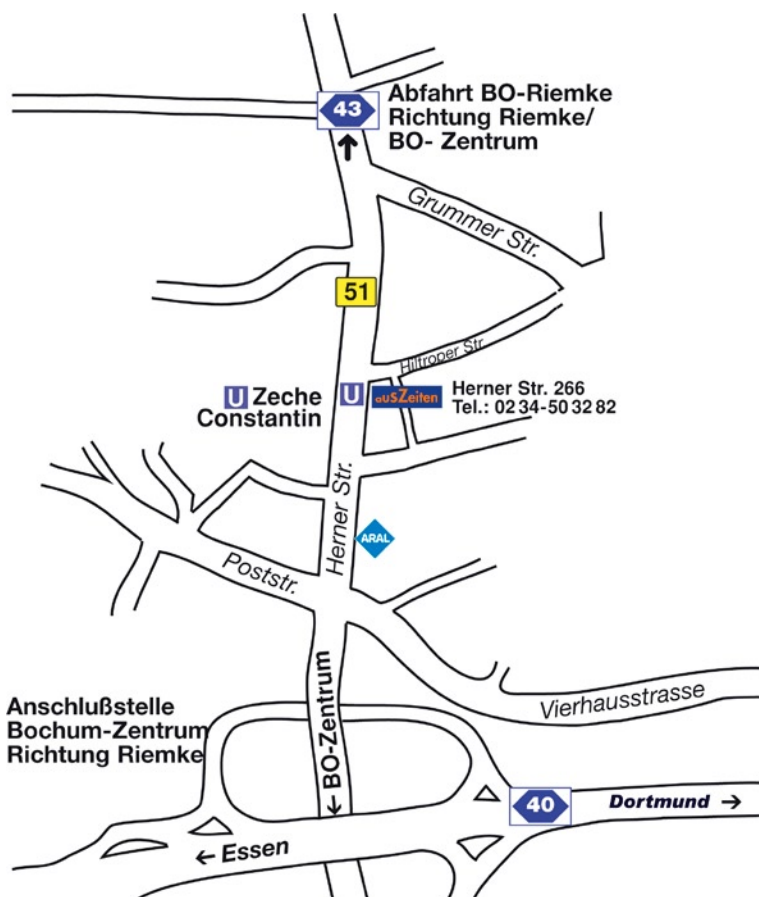 43
Abfahrt BO-Riemke
Richtung Riemke/
BO- Zentrum
Grummer Str.
51
Hiltroper Str.
U Zeche
Constantin
U
auSZeiten
Herner Str. 266
Tel.: 02 34-50 32 82
Herner Str.
ARAL
Poststr.
← BO-Zentrum
Vierhausstrasse
Anschlußstelle
Bochum-Zentrum
Richtung Riemke
40
Dortmund →
← Essen